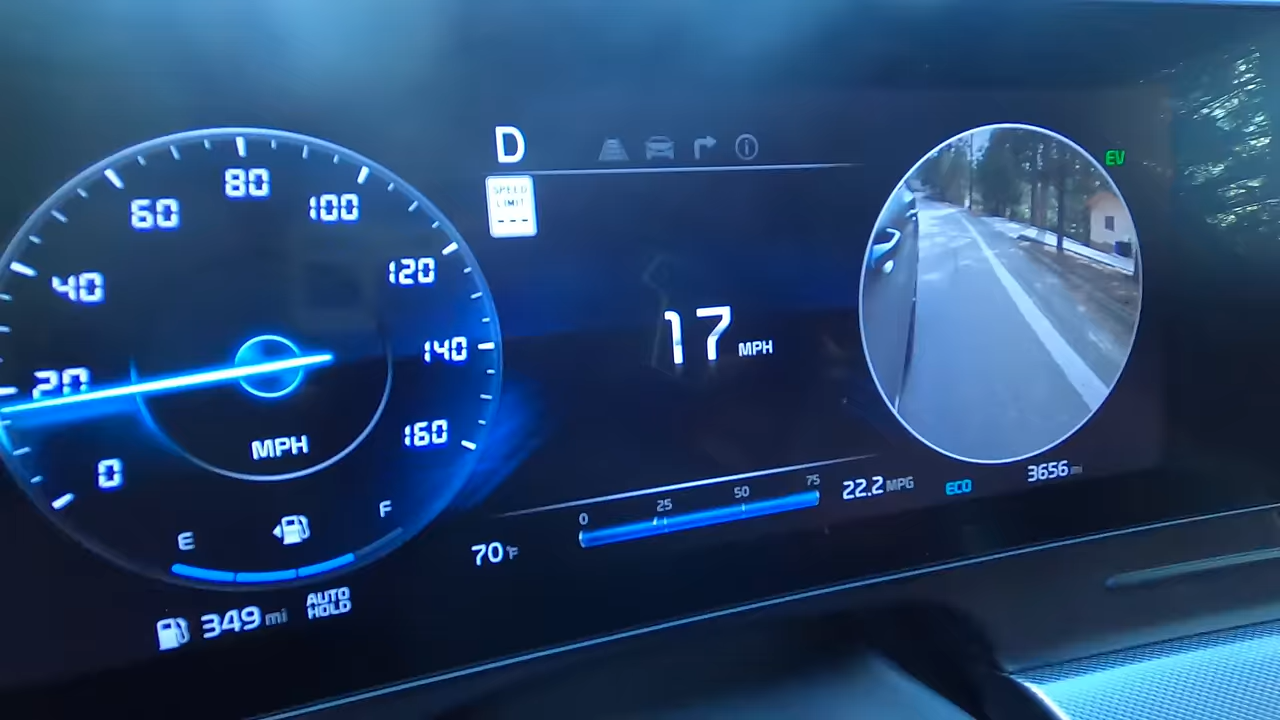 D
SPEED
LIMIT
---
EV
80
60
100
40
120
20
140
0
160
MPH
17 MPH
E
F
349 mi
AUTO
HOLD
70°F
0
25
50
75
22.2 MPG
ECO
3656 mi